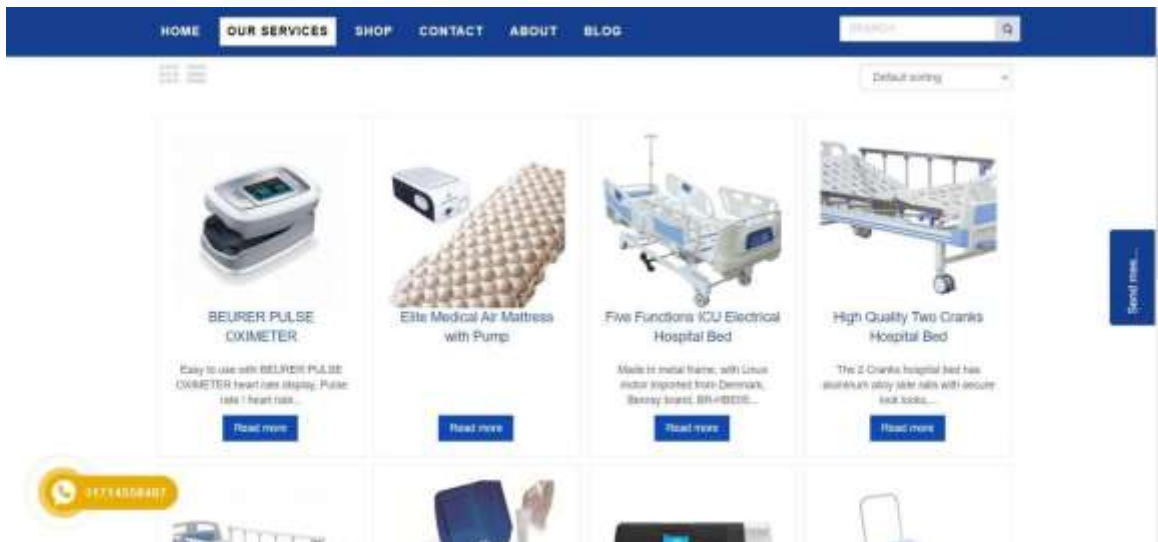 HOME OUR SERVICES SHOP CONTACT ABOUT BLOG SEARCH
Default sorting
BEURER PULSE
OXIMETER
Easy to use with BEURER PULSE
OXIMETER heart rate display, Pulse
rate / heart rate...
Read more
Elite Medical Air Mattress
with Pump
Read more
Five Functions ICU Electrical
Hospital Bed
Made in metal frame, with Linux
motor imported from Denmark,
brand,
Read more
High Quality Two Cranks
Hospital Bed
The 2 Cranks hospital bed has
aluminum alloy side rails with secure
Read more
Send mes...